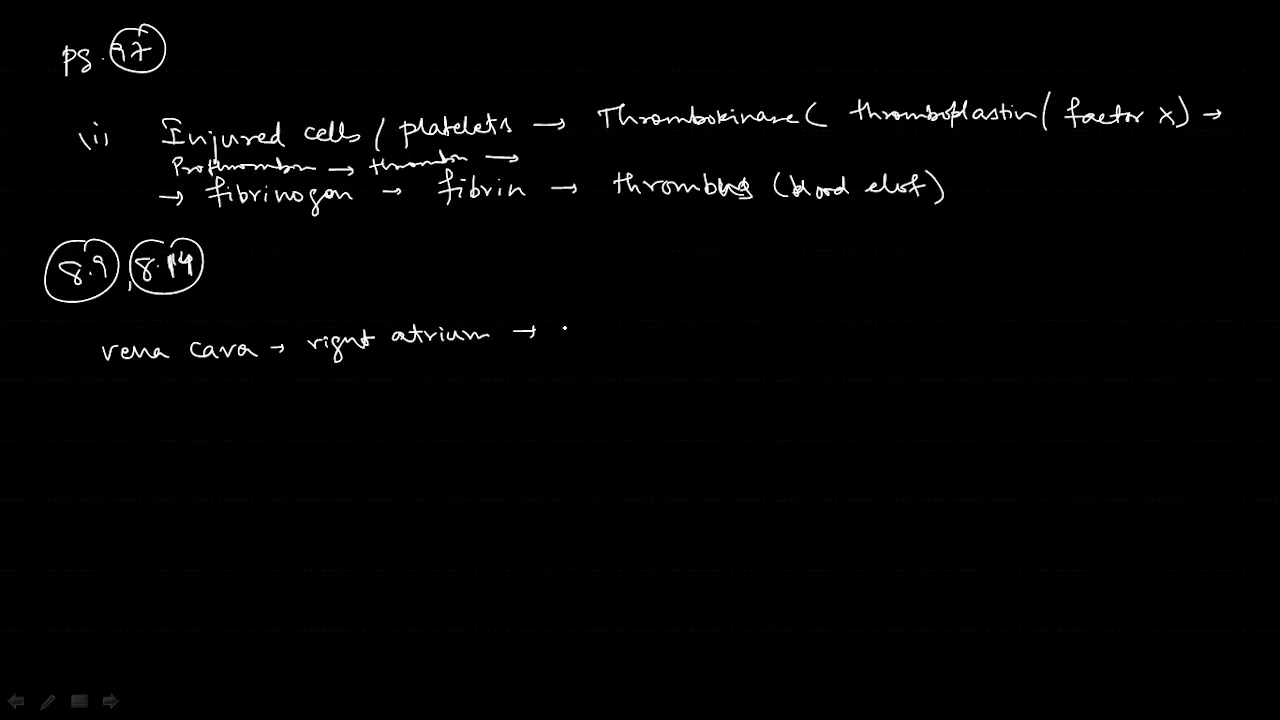 pg. 97
(i) Injured cells / platelets → Thrombokinase ( thromboplastin ( factor X ) →
Prothrombin → thrombin →
→ fibrinogen → fibrin → thrombus (blood clot)
8.9, 8.14
vena cava → right atrium →